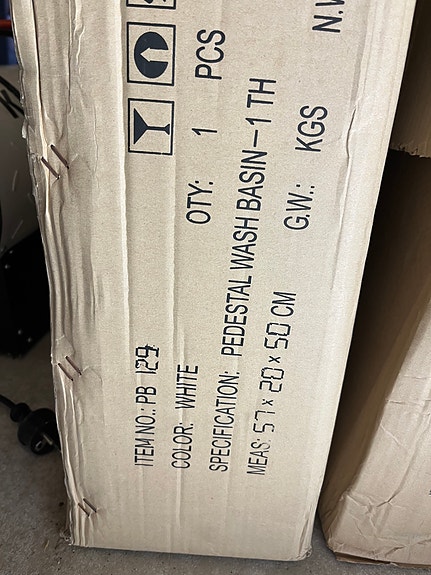 ITEM NO.: PB 129
COLOR: WHITE QTY: 1 PCS
SPECIFICATION: PEDESTAL WASH BASIN-1 TH
MEAS: 57 x 20 x 50 CM G.W.: KGS N.W